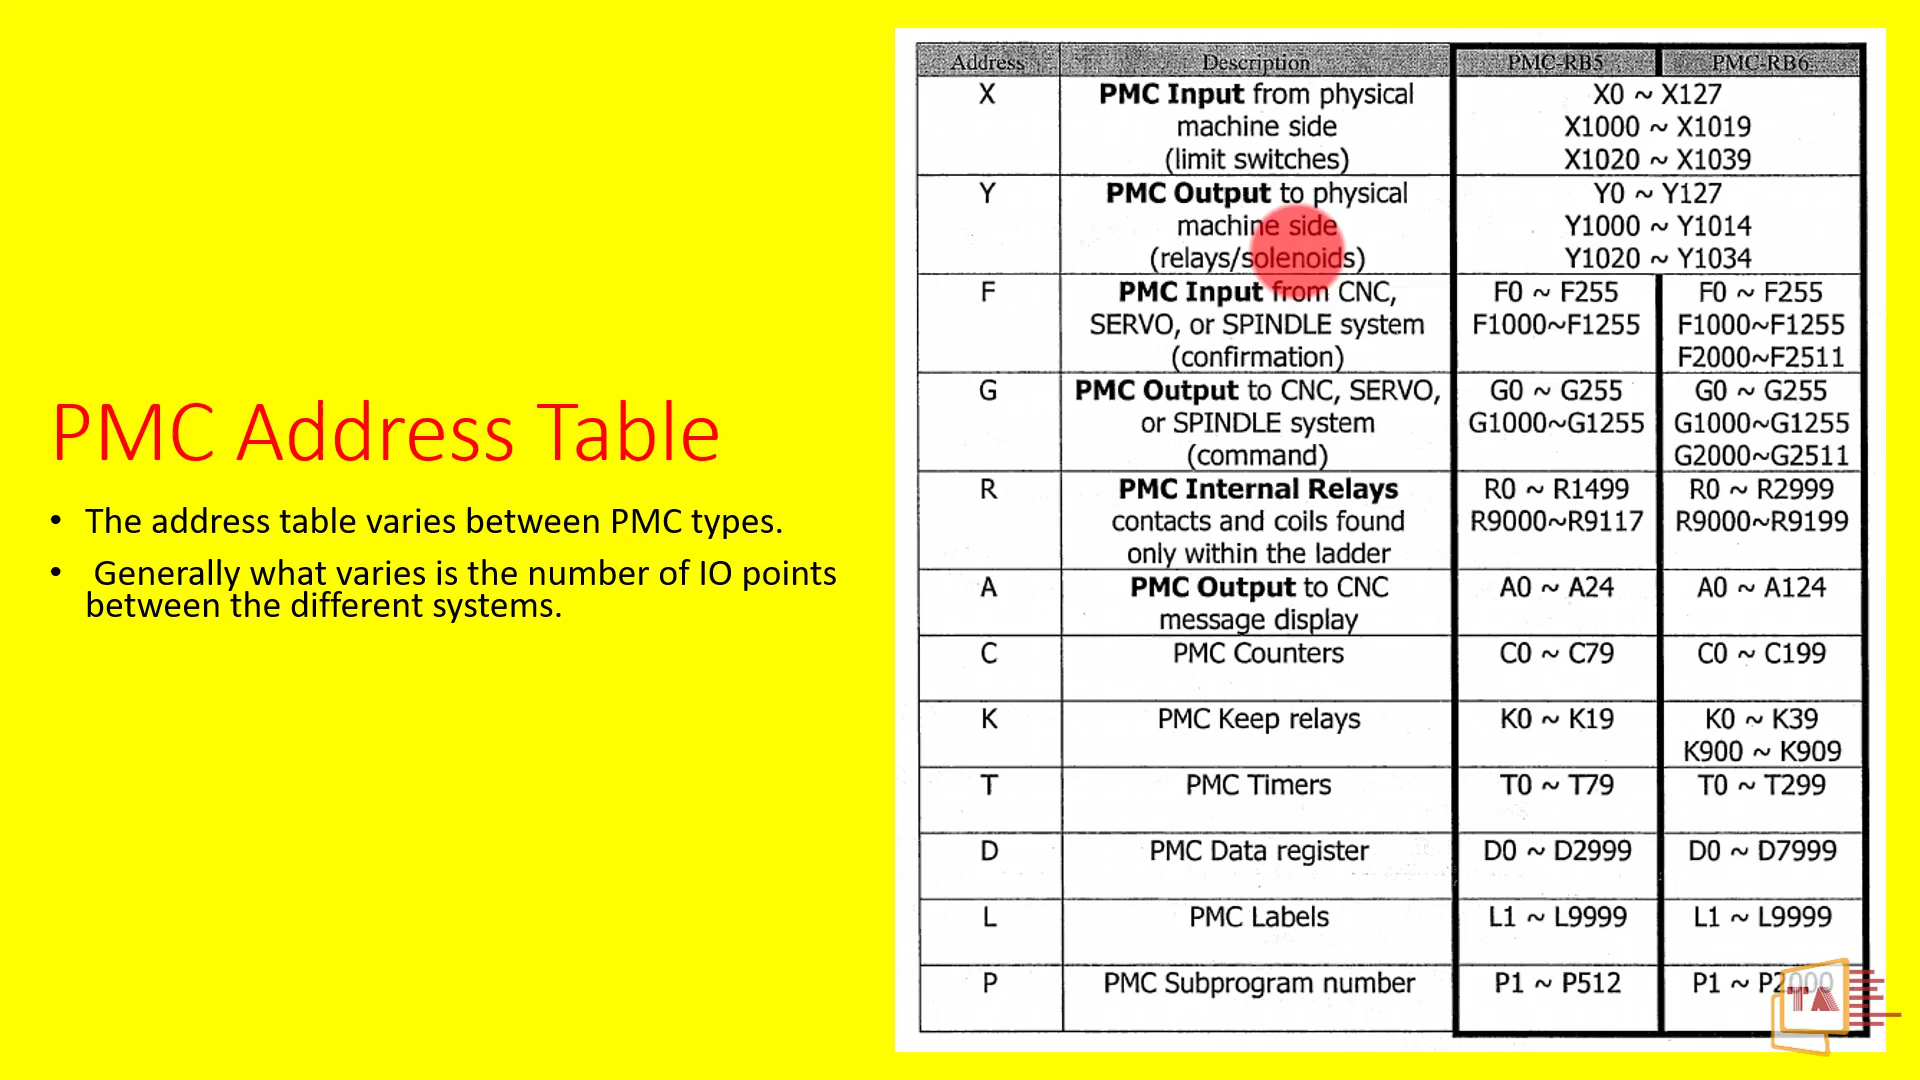 PMC Address Table
• The address table varies between PMC types.
• Generally what varies is the number of IO points
between the different systems.
Address Description PMC-RB5 PMC-RB6
X PMC Input from physical X0 ~ X127
machine side X1000 ~ X1019
(limit switches) X1020 ~ X1039
Y PMC Output to physical Y0 ~ Y127
machine side Y1000 ~ Y1014
(relays/solenoids) Y1020 ~ Y1034
F PMC Input from CNC, F0 ~ F255 F0 ~ F255
SERVO, or SPINDLE system F1000~F1255 F1000~F1255
(confirmation) F2000~F2511
G PMC Output to CNC, SERVO, G0 ~ G255 G0 ~ G255
or SPINDLE system G1000~G1255 G1000~G1255
(command) G2000~G2511
R PMC Internal Relays R0 ~ R1499 R0 ~ R2999
contacts and coils found R9000~R9117 R9000~R9199
only within the ladder
A PMC Output to CNC A0 ~ A24 A0 ~ A124
message display
C PMC Counters C0 ~ C79 C0 ~ C199
K PMC Keep relays K0 ~ K19 K0 ~ K39
K900 ~ K909
T PMC Timers T0 ~ T79 T0 ~ T299
D PMC Data register D0 ~ D2999 D0 ~ D7999
L PMC Labels L1 ~ L9999 L1 ~ L9999
P PMC Subprogram number P1 ~ P512 P1 ~ P2000
TA